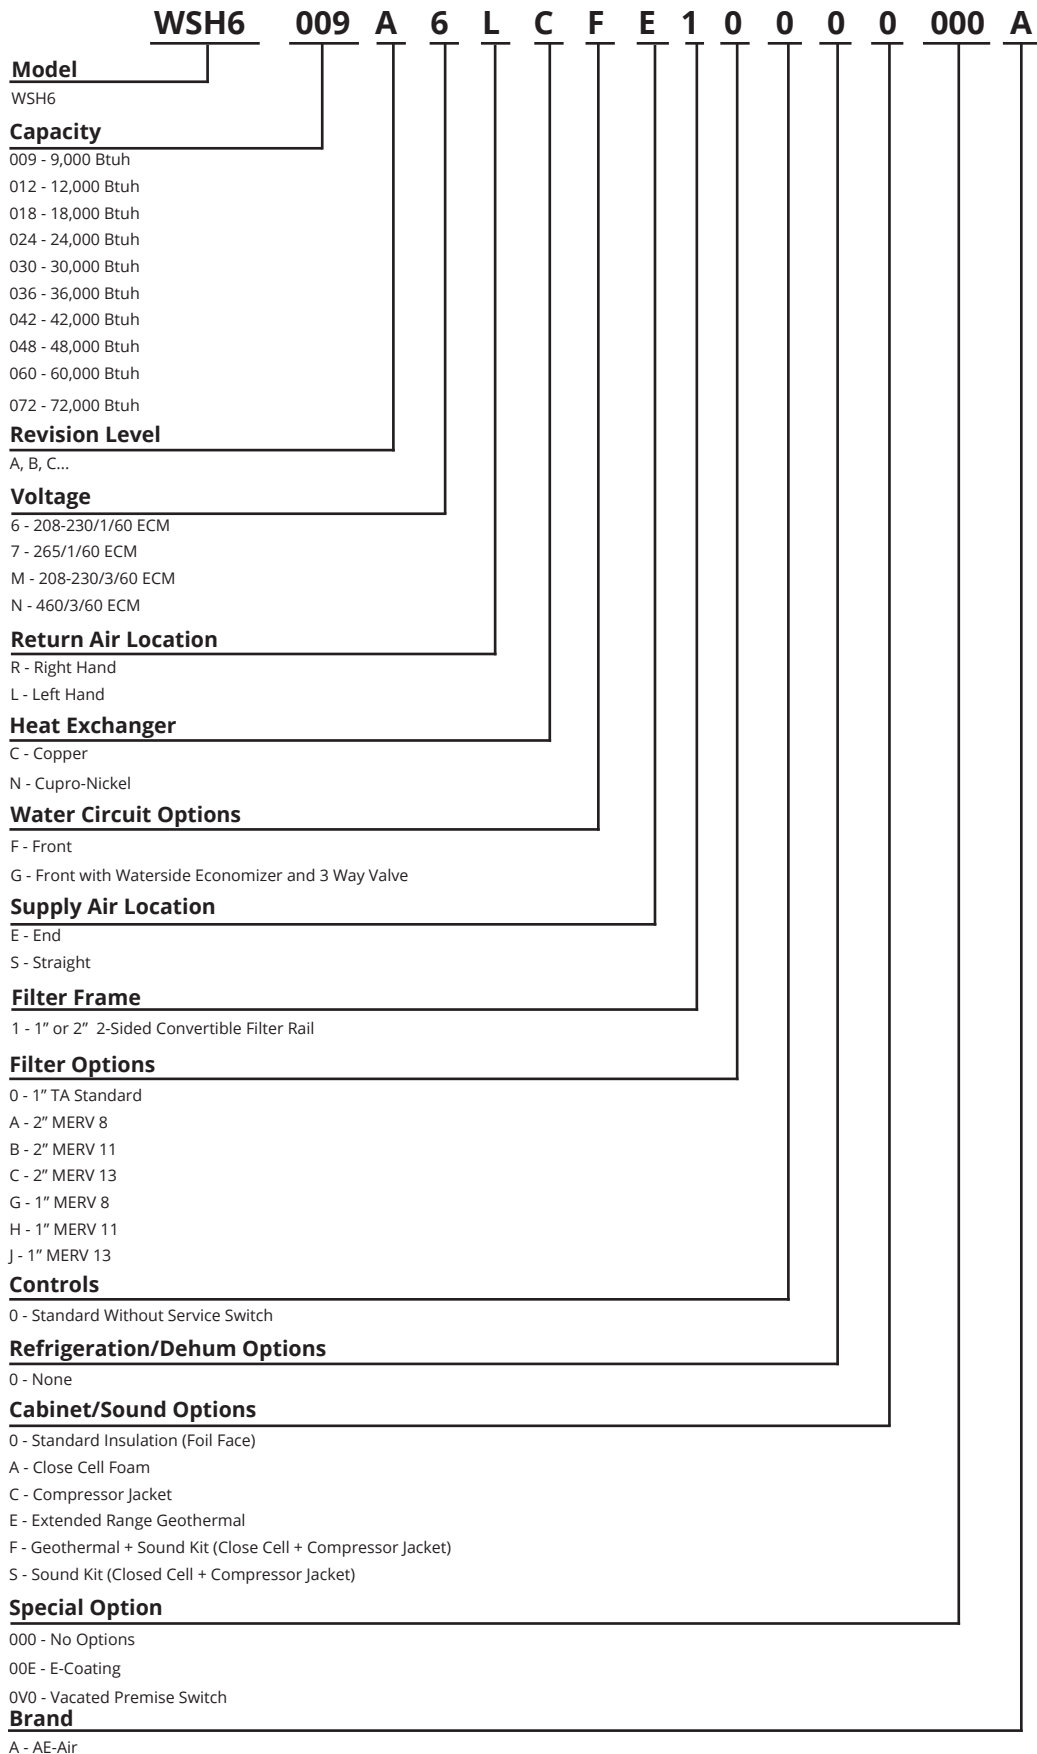 WSH6 009 A 6 L C F E 1 0 0 0 0 000 A
Model
WSH6
Capacity
009 - 9,000 Btuh
012 - 12,000 Btuh
018 - 18,000 Btuh
024 - 24,000 Btuh
030 - 30,000 Btuh
036 - 36,000 Btuh
042 - 42,000 Btuh
048 - 48,000 Btuh
060 - 60,000 Btuh
072 - 72,000 Btuh
Revision Level
A, B, C...
Voltage
6 - 208-230/1/60 ECM
7 - 265/1/60 ECM
M - 208-230/3/60 ECM
N - 460/3/60 ECM
Return Air Location
R - Right Hand
L - Left Hand
Heat Exchanger
C - Copper
N - Cupro-Nickel
Water Circuit Options
F - Front
G - Front with Waterside Economizer and 3 Way Valve
Supply Air Location
E - End
S - Straight
Filter Frame
1 - 1” or 2” 2-Sided Convertible Filter Rail
Filter Options
0 - 1” TA Standard
A - 2” MERV 8
B - 2” MERV 11
C - 2” MERV 13
G - 1” MERV 8
H - 1” MERV 11
J - 1” MERV 13
Controls
0 - Standard Without Service Switch
Refrigeration/Dehum Options
0 - None
Cabinet/Sound Options
0 - Standard Insulation (Foil Face)
A - Close Cell Foam
C - Compressor Jacket
E - Extended Range Geothermal
F - Geothermal + Sound Kit (Close Cell + Compressor Jacket)
S - Sound Kit (Closed Cell + Compressor Jacket)
Special Option
000 - No Options
00E - E-Coating
0V0 - Vacated Premise Switch
Brand
A - AE-Air